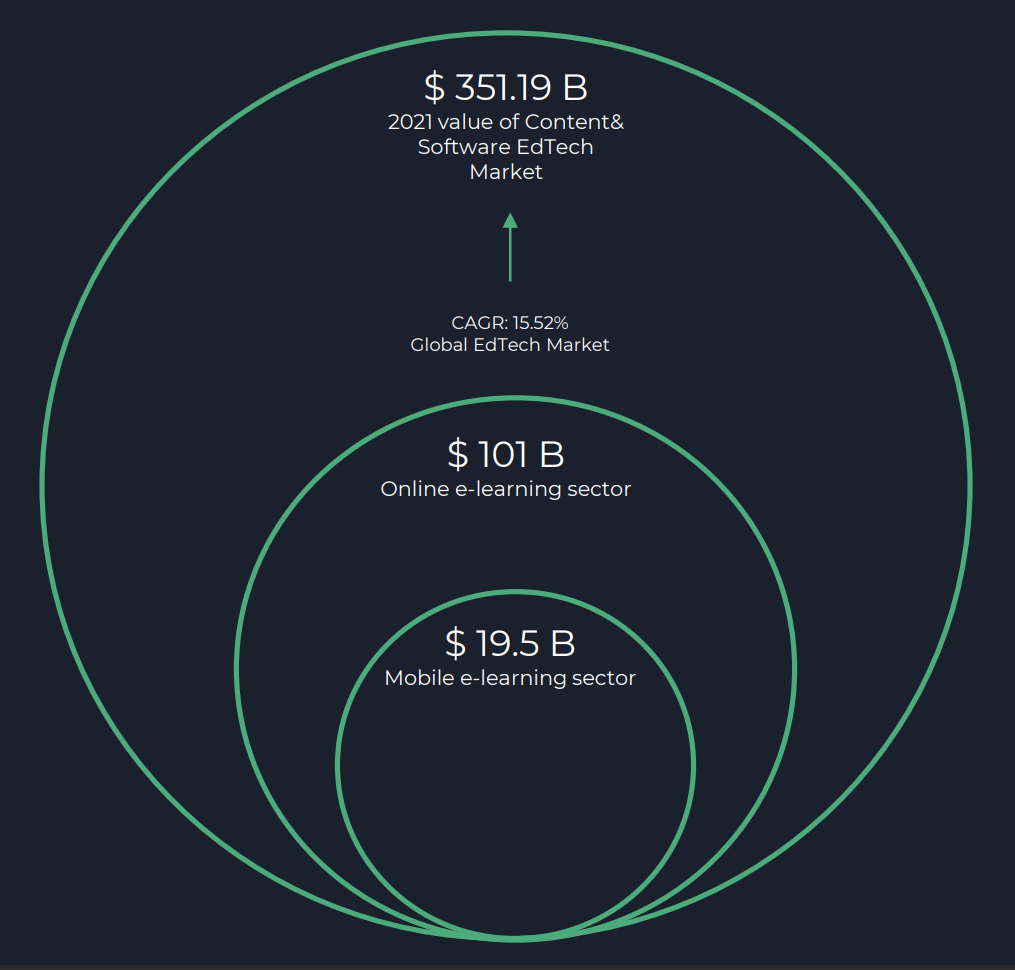 $ 351.19 B
2021 value of Content&
Software EdTech
Market
CAGR: 15.52%
Global EdTech Market
$ 101 B
Online e-learning sector
$ 19.5 B
Mobile e-learning sector